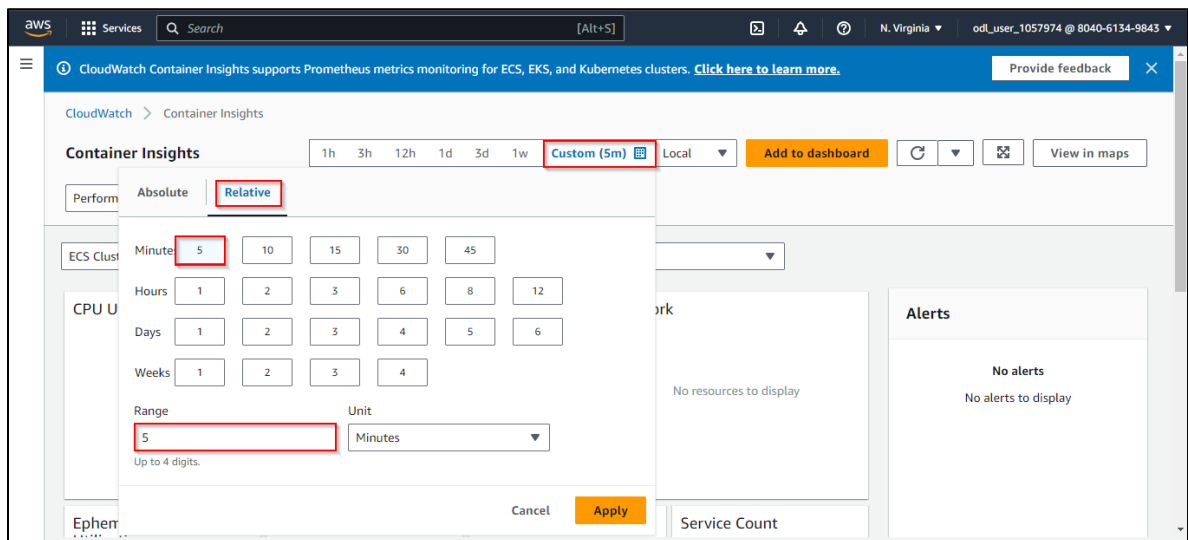 aws Services Search [Alt+S] N. Virginia odl_user_1057974 @ 8040-6134-9843
CloudWatch Container Insights supports Prometheus metrics monitoring for ECS, EKS, and Kubernetes clusters. Click here to learn more. Provide feedback
CloudWatch > Container Insights
Container Insights 1h 3h 12h 1d 3d 1w Custom (5m) Local Add to dashboard View in maps
Perform
Absolute Relative
ECS Clust
Minute 5 10 15 30 45
Hours 1 2 3 6 8 12
Days 1 2 3 4 5 6
Weeks 1 2 3 4
Range Unit
5 Minutes
Up to 4 digits.
Cancel Apply
CPU U
ork
No resources to display
Alerts
No alerts
No alerts to display
Ephem
Service Count